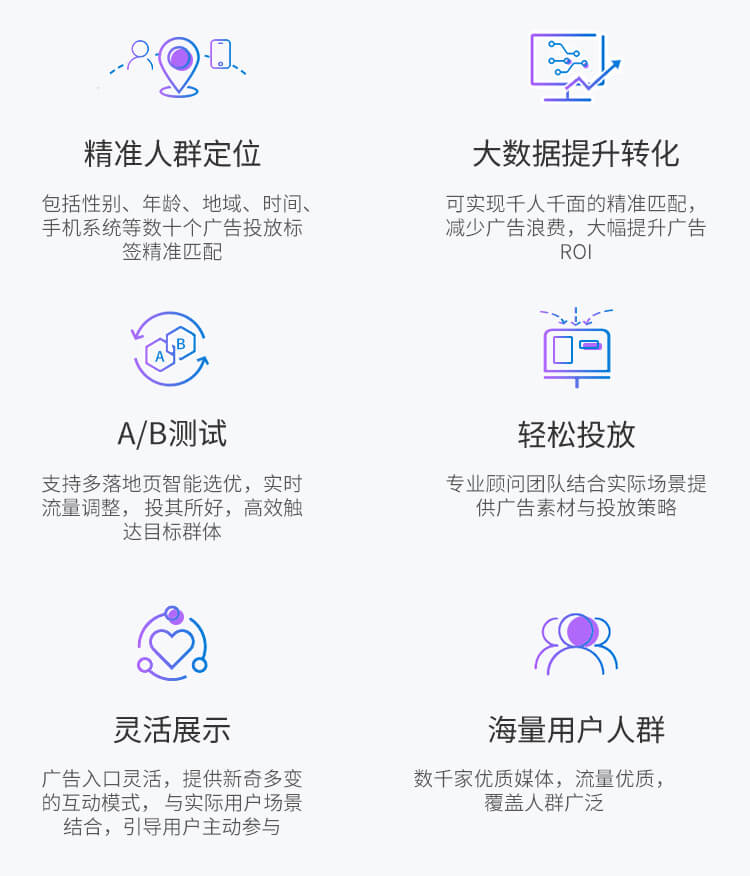 精准人群定位
包括性别、年龄、地域、时间、
手机系统等数十个广告投放标
签精准匹配
大数据提升转化
可实现千人千面的精准匹配，
减少广告浪费，大幅提升广告
ROI
A
B
A/B测试
支持多落地页智能选优，实时
流量调整， 投其所好，高效触
达目标群体
轻松投放
专业顾问团队结合实际场景提
供广告素材与投放策略
灵活展示
广告入口灵活，提供新奇多变
的互动模式， 与实际用户场景
结合，引导用户主动参与
海量用户人群
数千家优质媒体，流量优质，
覆盖人群广泛